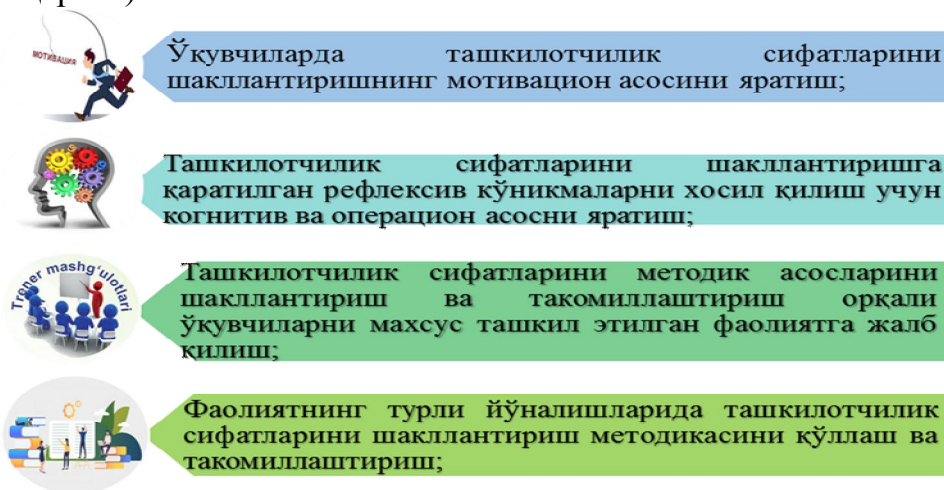 МОТИВАЦИЯ
Ўқувчиларда ташкилотчилик сифатларини
шакллантиришнинг мотивацион асосини яратиш;
Ташкилотчилик сифатларини шакллантиришга
қаратилган рефлексив кўникмаларни хосил қилиш учун
когнитив ва операцион асосни яратиш;
Trener mashg'ulotlari
Ташкилотчилик сифатларини методик асосларини
шакллантириш ва такомиллаштириш орқали
ўқувчиларни махсус ташкил этилган фаолиятга жалб
қилиш;
Фаолиятнинг турли йўналишларида ташкилотчилик
сифатларини шакллантириш методикасини қўллаш ва
такомиллаштириш;